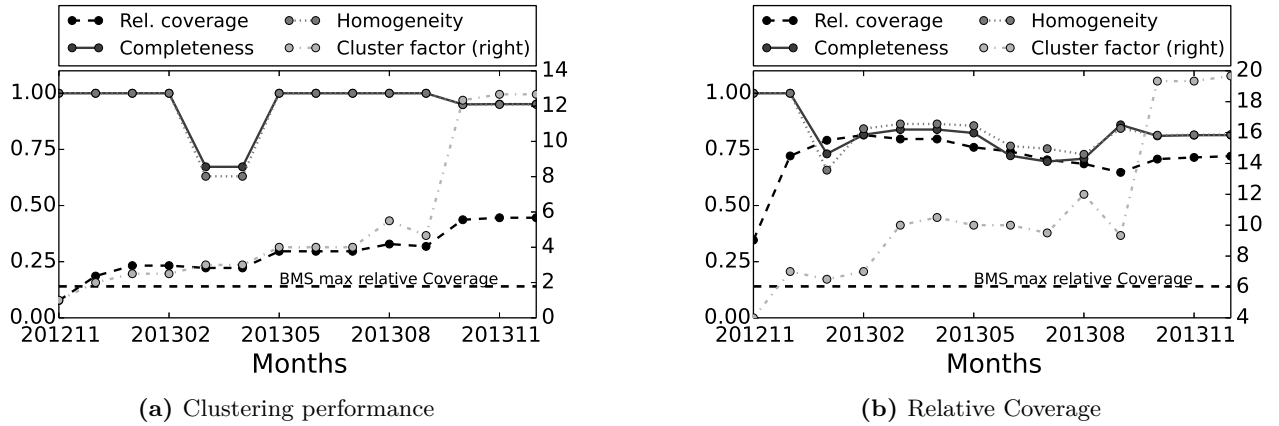 Rel. coverage Homogeneity
Completeness Cluster factor (right)
1.00
0.75
0.50
0.25
0.00
14
12
10
8
6
4
2
0
BMS max relative Coverage
201211 201302 201305 201308 201311
Months
(a) Clustering performance
Rel. coverage Homogeneity
Completeness Cluster factor (right)
1.00
0.75
0.50
0.25
0.00
20
18
16
14
12
10
8
6
4
BMS max relative Coverage
201211 201302 201305 201308 201311
Months
(b) Relative Coverage